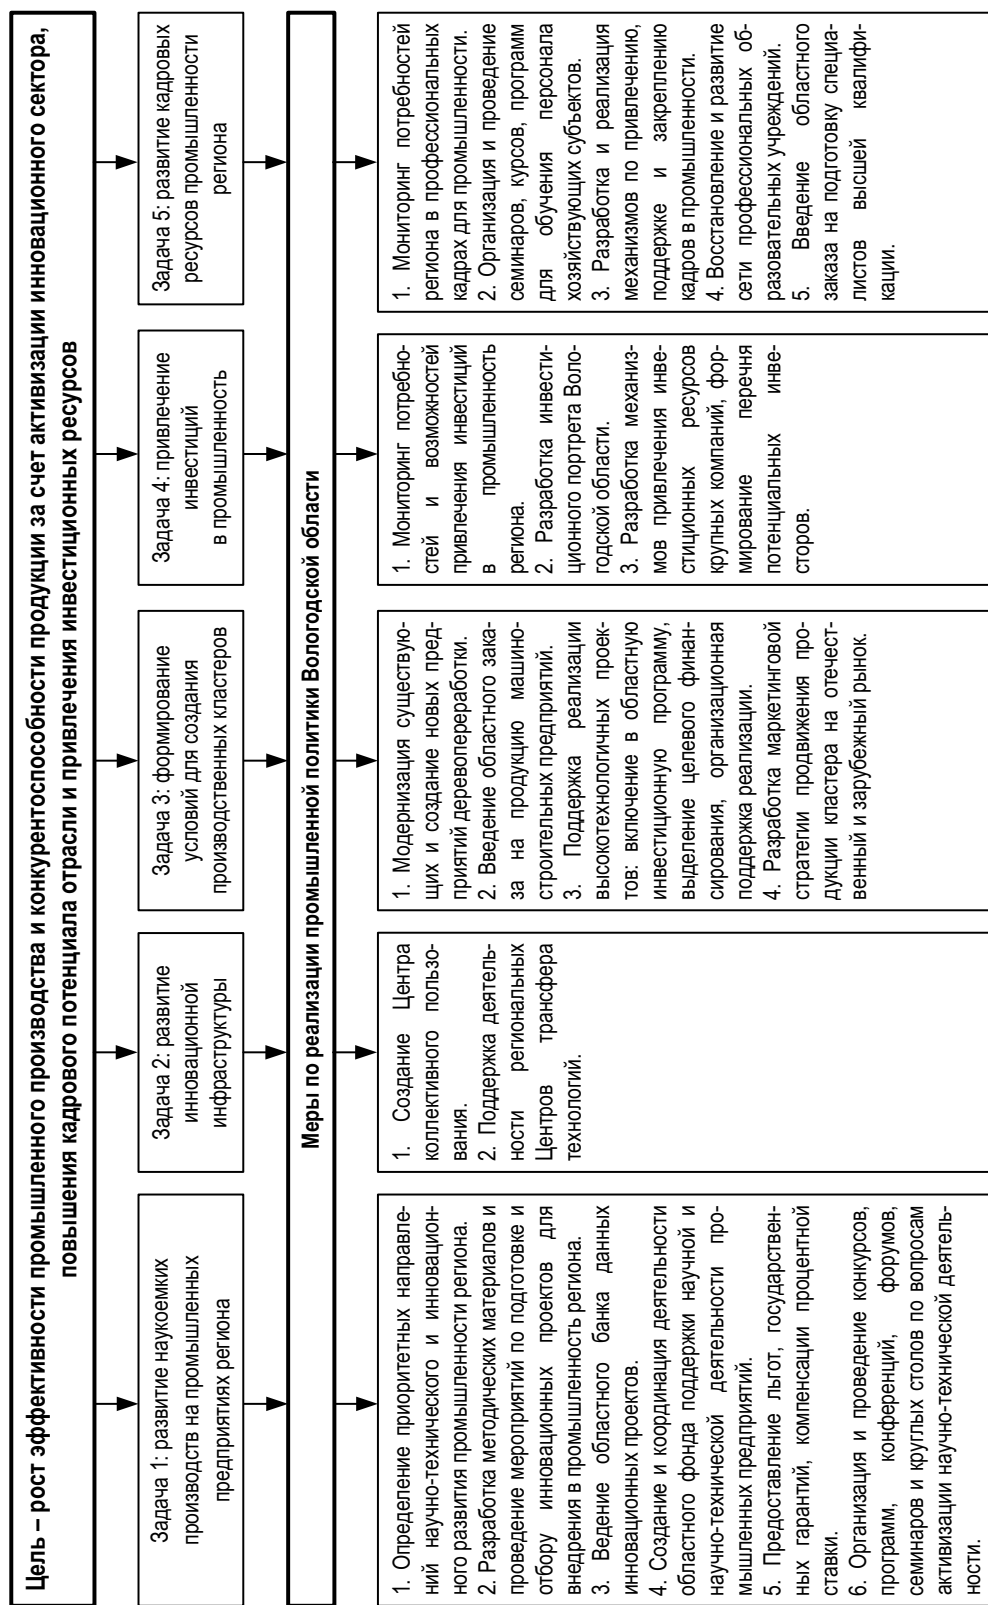 Цель – рост эффективности промышленного производства и конкурентоспособности продукции за счет активизации инновационного сектора,
повышения кадрового потенциала отрасли и привлечения инвестиционных ресурсов
Задача 1: развитие наукоемких
производств на промышленных
предприятиях региона
Задача 2: развитие
инновационной
инфраструктуры
Задача 3: формирование
условий для создания
производственных кластеров
Задача 4: привлечение
инвестиций
в промышленность
Задача 5: развитие кадровых
ресурсов промышленности
региона
Меры по реализации промышленной политики Вологодской области
1. Определение приоритетных направле-
ний научно-технического и инновацион-
ного развития промышленности региона.
2. Разработка методических материалов и
проведение мероприятий по подготовке и
отбору инновационных проектов для
внедрения в промышленность региона.
3. Ведение областного банка данных
инновационных проектов.
4. Создание и координация деятельности
областного фонда поддержки научной и
научно-технической деятельности про-
мышленных предприятий.
5. Предоставление льгот, государствен-
ных гарантий, компенсации процентной
ставки.
6. Организация и проведение конкурсов,
программ, конференций, форумов,
семинаров и круглых столов по вопросам
активизации научно-технической деятель-
ности.
1. Создание Центра
коллективного пользо-
вания.
2. Поддержка деятель-
ности региональных
Центров трансфера
технологий.
1. Модернизация существую-
щих и создание новых пред-
приятий деревопереработки.
2. Введение областного зака-
за на продукцию машино-
строительных предприятий.
3. Поддержка реализации
высокотехнологичных проек-
тов: включение в областную
инвестиционную программу,
выделение целевого финан-
сирования, организационная
поддержка реализации.
4. Разработка маркетинговой
стратегии продвижения про-
дукции кластера на отечест-
венный и зарубежный рынок.
1. Мониторинг потребно-
стей и возможностей
привлечения инвестиций
в промышленность
региона.
2. Разработка инвести-
ционного портрета Воло-
годской области.
3. Разработка механиз-
мов привлечения инве-
стиционных ресурсов
крупных компаний, фор-
мирование перечня
потенциальных инве-
сторов.
1. Мониторинг потребностей
региона в профессиональных
кадрах для промышленности.
2. Организация и проведение
семинаров, курсов, программ
для обучения персонала
хозяйствующих субъектов.
3. Разработка и реализация
механизмов по привлечению,
поддержке и закреплению
кадров в промышленности.
4. Восстановление и развитие
сети профессиональных об-
разовательных учреждений.
5. Введение областного
заказа на подготовку специа-
листов высшей квалифи-
кации.